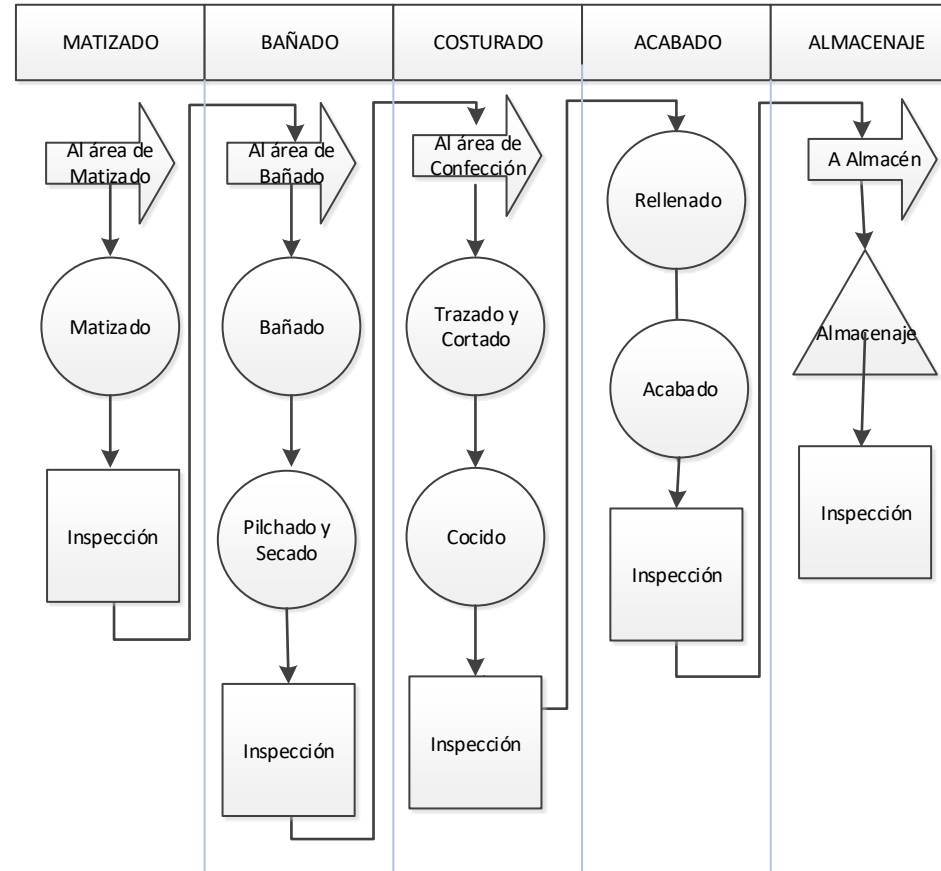 MATIZADO
BAÑADO
COSTURADO
ACABADO
ALMACENAJE
Al área de
Matizado
Matizado
Inspección
Al área de
Bañado
Bañado
Pilchado y
Secado
Inspección
Al área de
Confección
Trazado y
Cortado
Cocido
Inspección
Rellenado
Acabado
Inspección
A Almacén
Almacenaje
Inspección